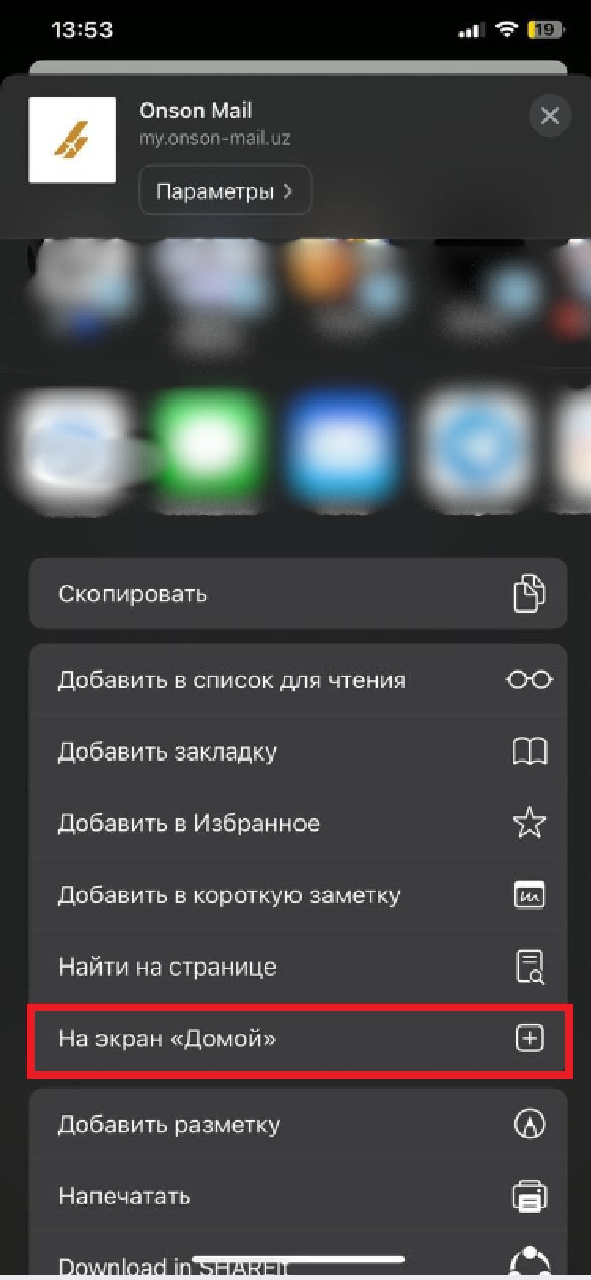 13:53
19
Onson Mail
my.onson-mail.uz
Параметры
Скопировать
Добавить в список для чтения
Добавить закладку
Добавить в Избранное
Добавить в короткую заметку
Найти на странице
На экран «Домой»
Добавить разметку
Напечатать
Download in SHAREit